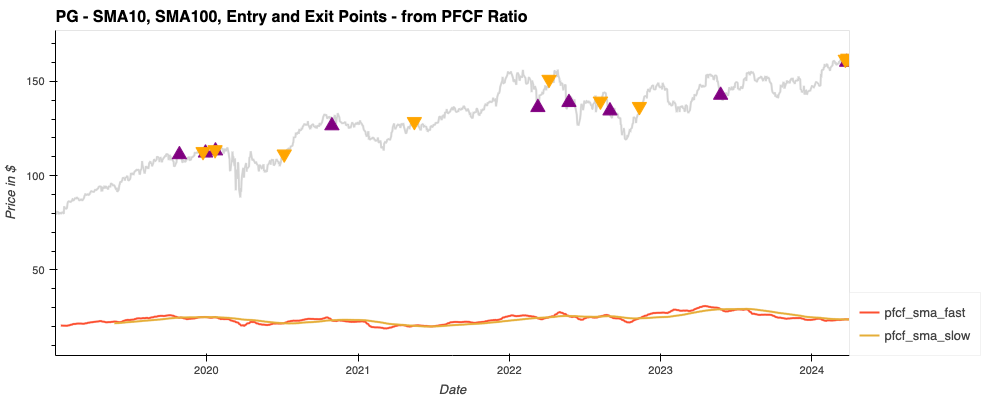 PG - SMA10, SMA100, Entry and Exit Points - from PFCF Ratio
Price in $
150
100
50
2020
2021
2022
2023
2024
Date
pfcf_sma_fast
pfcf_sma_slow